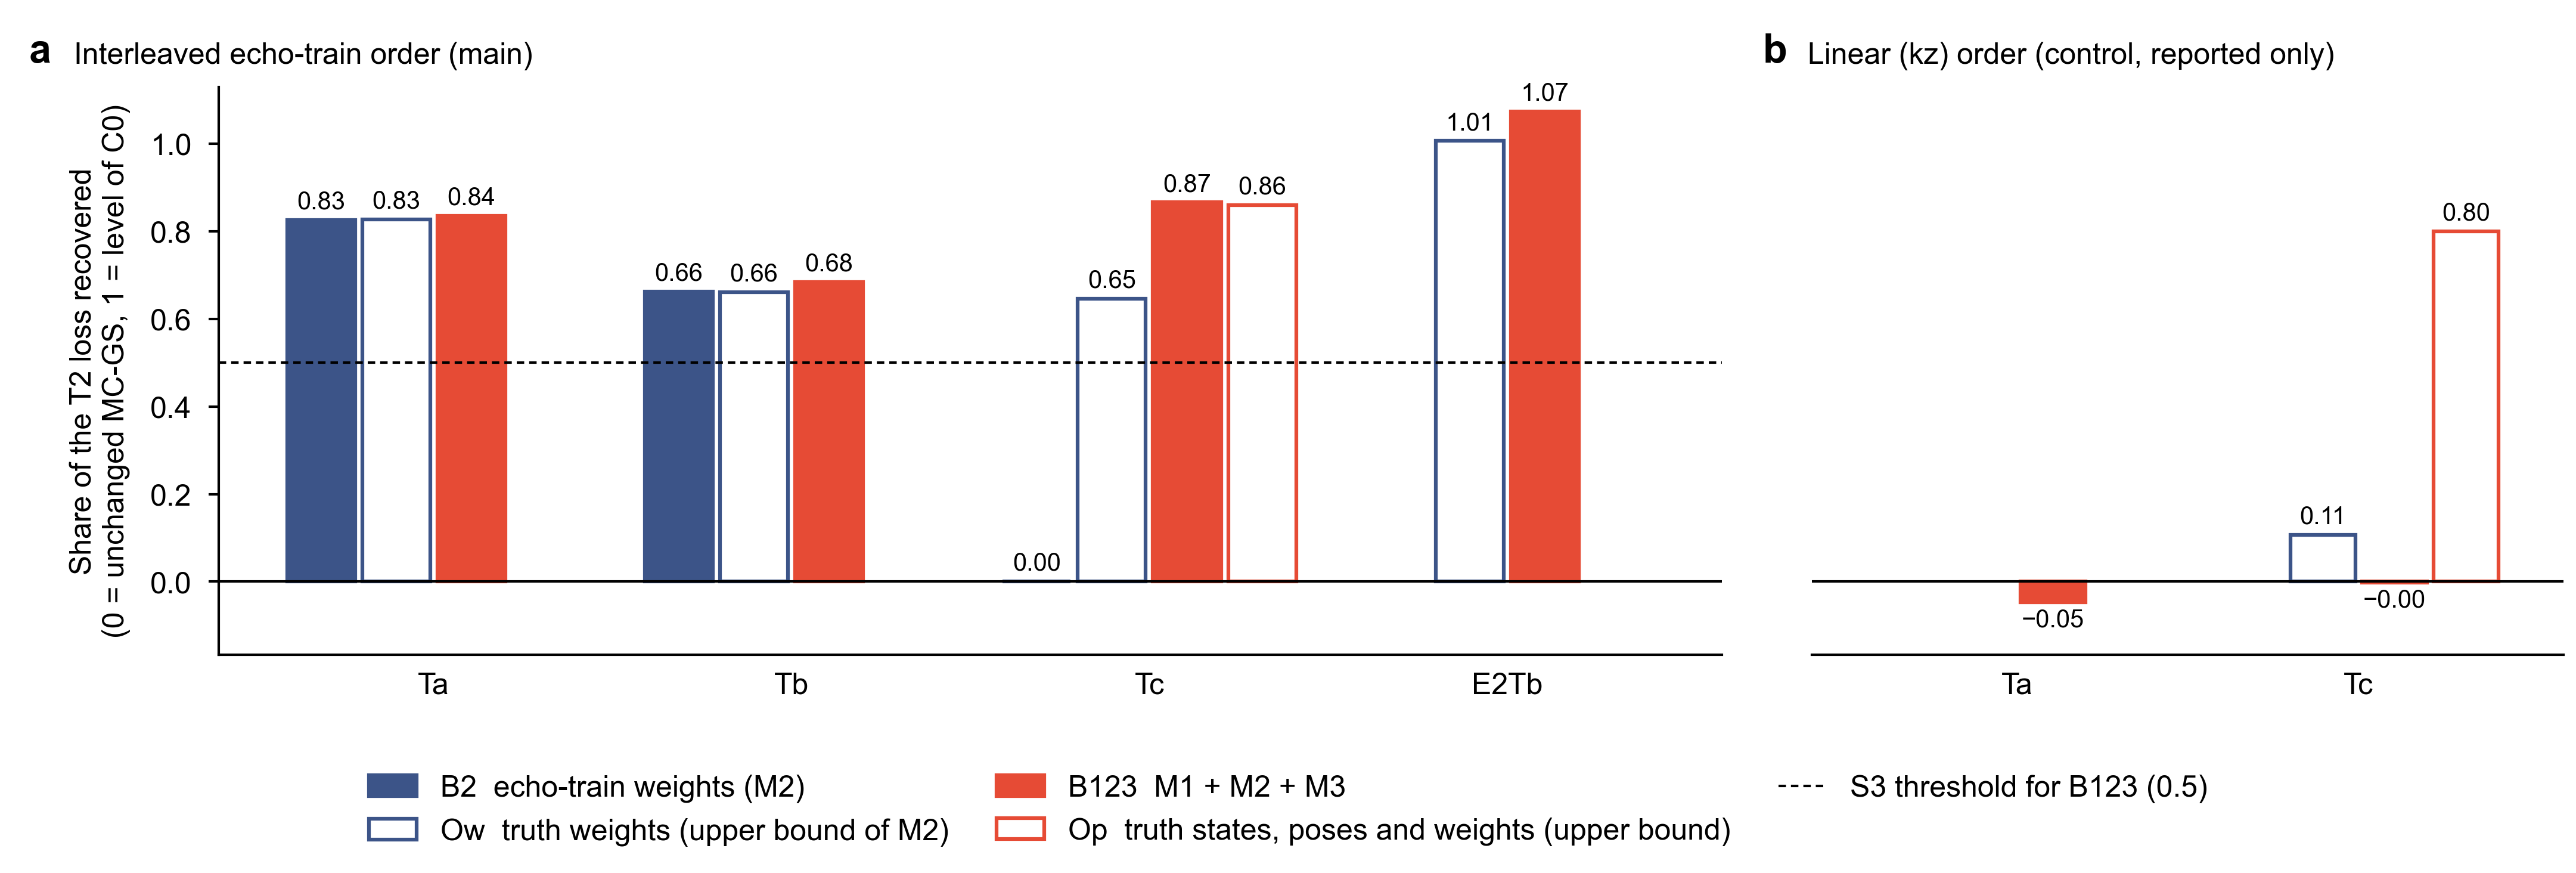 a Interleaved echo-train order (main)
Share of the T2 loss recovered
(0 = unchanged MC-GS, 1 = level of C0)
1.0
0.8
0.6
0.4
0.2
0.0
0.83
0.83
0.84
0.66
0.66
0.68
0.00
0.65
0.87
0.86
1.01
1.07
Ta
Tb
Tc
E2Tb
b Linear (kz) order (control, reported only)
−0.05
0.11
−0.00
0.80
Ta
Tc
B2 echo-train weights (M2)
Ow truth weights (upper bound of M2)
B123 M1 + M2 + M3
Op truth states, poses and weights (upper bound)
S3 threshold for B123 (0.5)